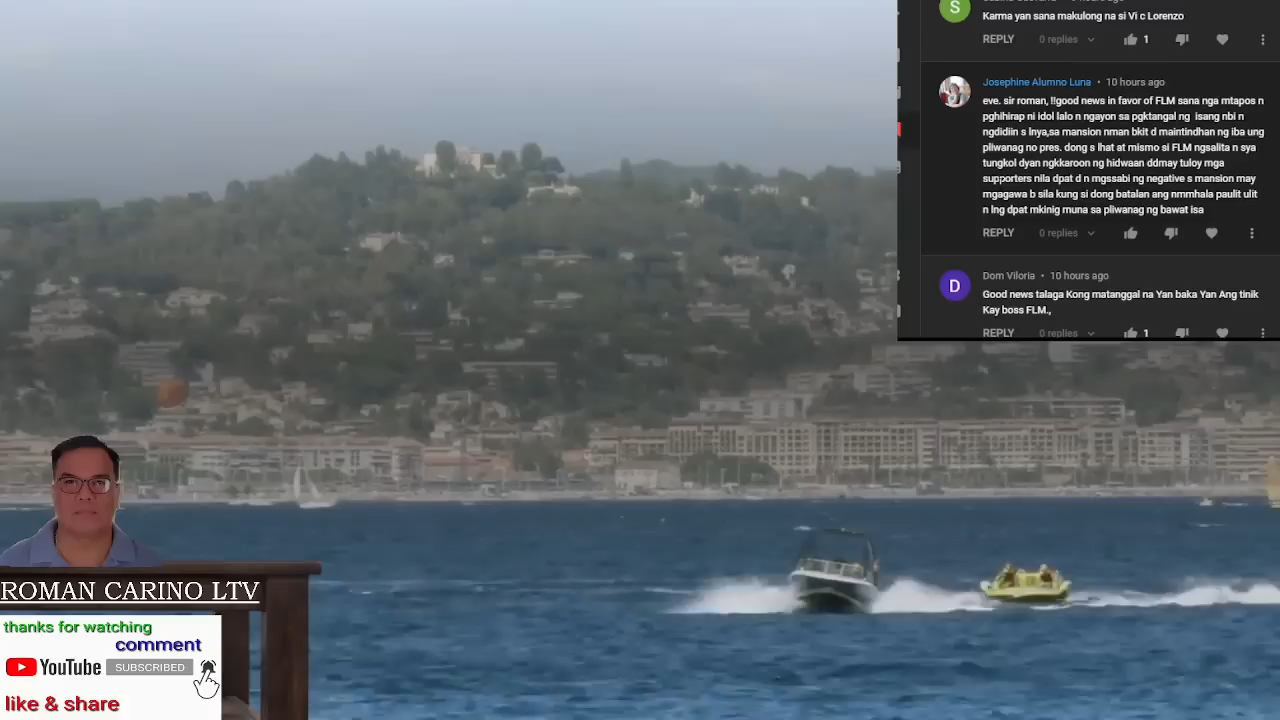 Karma yan sana makulong na si Vi c Lorenzo
REPLY 0 replies 1
Josephine Alumno Luna • 10 hours ago
eve. sir roman, !!good news in favor of FLM sana nga mtapos n
pghihirap ni idol lalo n ngayon sa pgktangal ng isang nbi n
ngdidiin s lnya,sa mansion nman bkit d maintindhan ng iba ung
pliwanag no pres. dong s lhat at mismo si FLM ngsalita n sya
tungkol dyan ngkkaroon ng hidwaan ddmay tuloy mga
supporters nila dpat d n mgssabi ng negative s mansion may
mgagawa b sila kung si dong batalan ang nmmhala paulit ulit
n lng dpat mkinig muna sa pliwanag ng bawat isa
REPLY 0 replies
D
Dom Viloria • 10 hours ago
Good news talaga Kong matanggal na Yan baka Yan Ang tinik
Kay boss FLM.,
REPLY 0 replies 1
S
ROMAN CARINO LTV
thanks for watching
comment
YouTube SUBSCRIBED
like & share